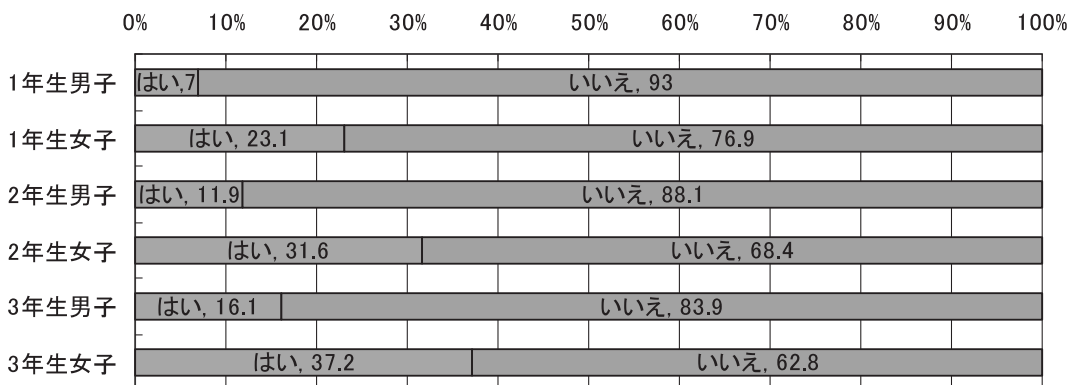 0% 10% 20% 30% 40% 50% 60% 70% 80% 90% 100%
1年生男子 はい,7 いいえ, 93
1年生女子 はい, 23.1 いいえ, 76.9
2年生男子 はい, 11.9 いいえ, 88.1
2年生女子 はい, 31.6 いいえ, 68.4
3年生男子 はい, 16.1 いいえ, 83.9
3年生女子 はい, 37.2 いいえ, 62.8